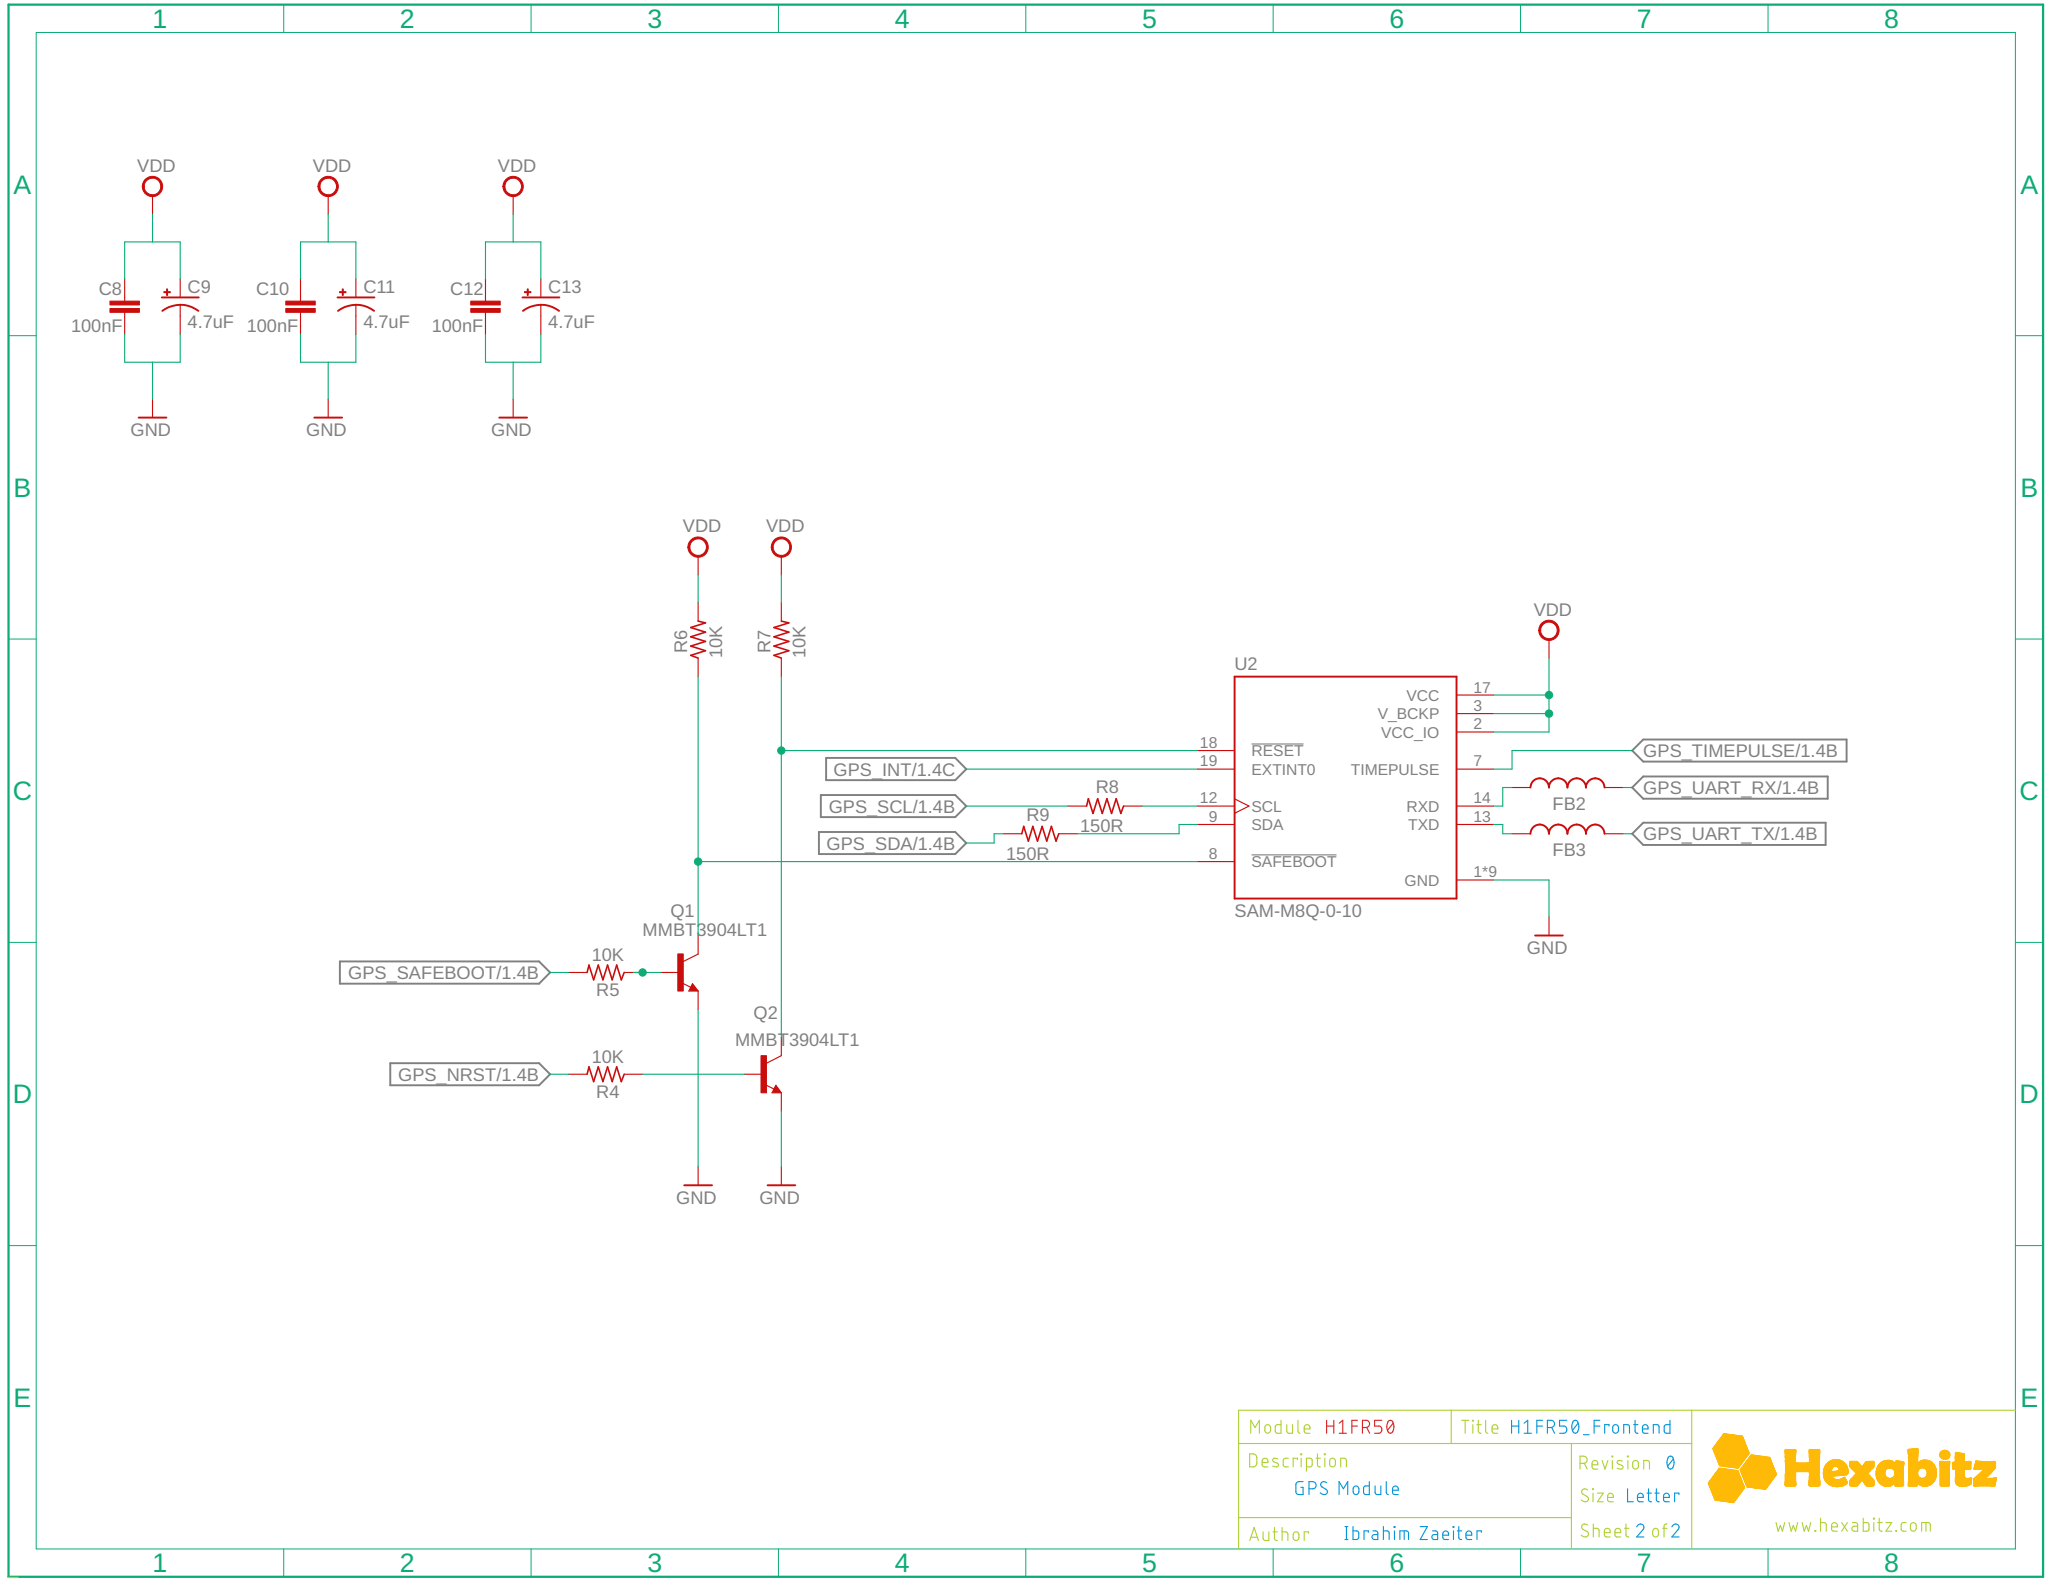 1 2 3 4 5 6 7 8
A A
VDD VDD VDD
C8 C9 C10 C11 C12 C13
100nF 4.7uF 100nF 4.7uF 100nF 4.7uF
GND GND GND
B B
VDD VDD
R6 10K R7 10K
VDD
U2
VCC 17
V_BCKP 3
VCC_IO 2
18 RESET
GPS_TIMEPULSE/1.4B
GPS_INT/1.4C 19 EXTINT0 TIMEPULSE 7
C C
R8 GPS_UART_RX/1.4B
GPS_SCL/1.4B 12 SCL RXD 14 FB2
R9 150R 9 SDA TXD 13
GPS_SDA/1.4B GPS_UART_TX/1.4B
150R 8 SAFEBOOT FB3
GND 1*9
Q1 SAM-M8Q-0-10
MMBT3904LT1
GND
10K
GPS_SAFEBOOT/1.4B
R5
Q2
MMBT3904LT1
10K
GPS_NRST/1.4B
R4
D D
GND GND
E E
Module H1FR50 Title H1FR50_Frontend
Description
GPS Module
Revision 0
Size Letter
Author Ibrahim Zaeiter
Sheet 2 of 2
Hexabitz
www.hexabitz.com
1 2 3 4 5 6 7 8